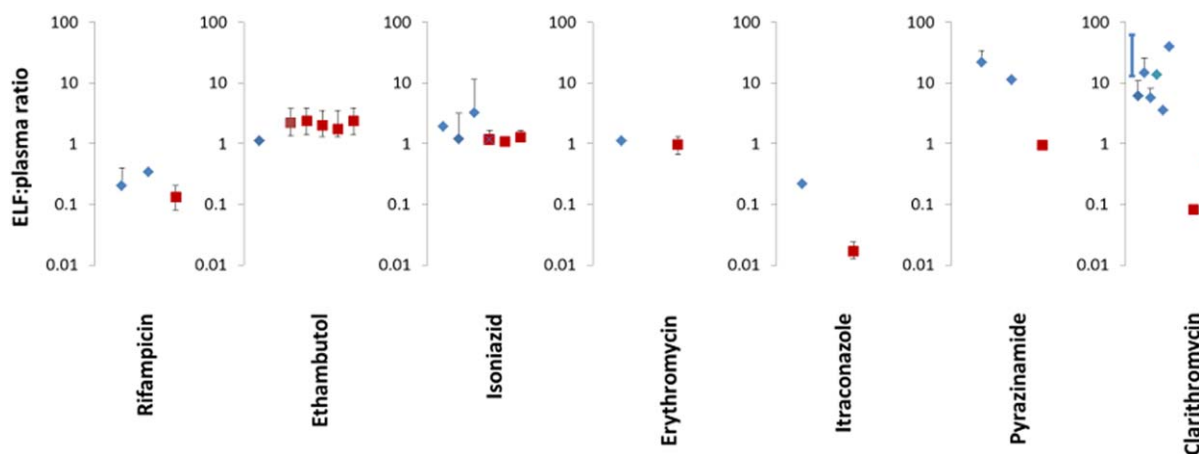 ELF:plasma ratio
100 100 100 100 100 100 100
10 10 10 10 10 10 10
1 1 1 1 1 1 1
0.1 0.1 0.1 0.1 0.1 0.1 0.1
0.01 0.01 0.01 0.01 0.01 0.01 0.01
Rifampicin
Ethambutol
Isoniazid
Erythromycin
Itraconazole
Pyrazinamide
Clarithromycin